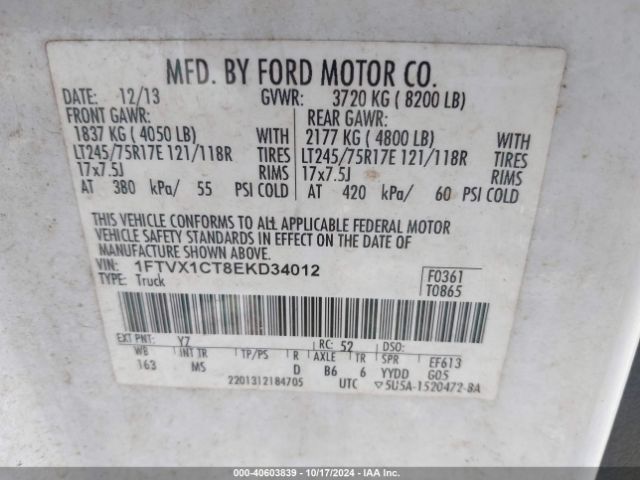 MFD. BY FORD MOTOR CO.
DATE: 12/13 GVWR: 3720 KG ( 8200 LB)
FRONT GAWR: REAR GAWR:
1837 KG ( 4050 LB) WITH 2177 KG ( 4800 LB) WITH
LT245/75R17E 121/118R TIRES LT245/75R17E 121/118R TIRES
17x7.5J RIMS 17x7.5J RIMS
AT 380 kPa/ 55 PSI COLD AT 420 kPa/ 60 PSI COLD
THIS VEHICLE CONFORMS TO ALL APPLICABLE FEDERAL MOTOR
VEHICLE SAFETY STANDARDS IN EFFECT ON THE DATE OF
MANUFACTURE SHOWN ABOVE.
VIN: 1FTVX1CT8EKD34012 F0361
TYPE: Truck T0865
EXT PNT: Y7 RC: 52 DSO:
WB INT TR TP/PS R AXLE TR SPR EF613
163 MS D B6 6 YYDD G05
2201312184705 UTC ▽5U5A-1520472-BA
00-40603839 - 10/17/2024 - IAA Inc.